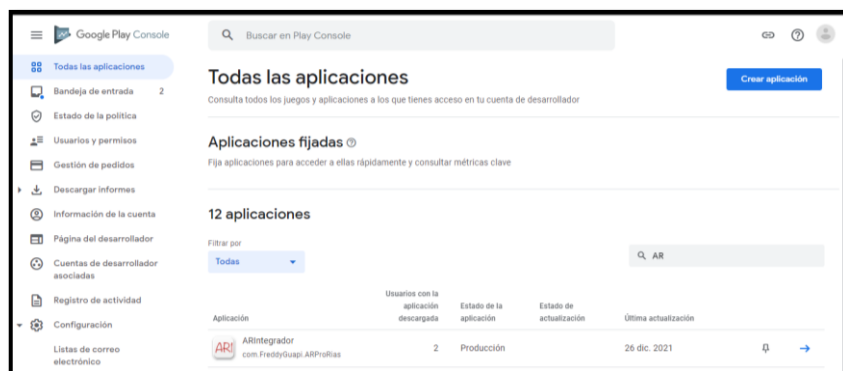 Google Play Console
Buscar en Play Console
Todas las aplicaciones
Bandeja de entrada 2
Estado de la política
Usuarios y permisos
Gestión de pedidos
Descargar informes
Información de la cuenta
Página del desarrollador
Cuentas de desarrollador
asociadas
Registro de actividad
Configuración
Listas de correo
electrónico
Todas las aplicaciones
Crear aplicación
Consulta todos los juegos y aplicaciones a los que tienes acceso en tu cuenta de desarrollador
Aplicaciones fijadas
Fija aplicaciones para acceder a ellas rápidamente y consultar métricas clave
12 aplicaciones
Filtrar por
Todas
AR
Aplicación
Usuarios con la
aplicación
descargada
Estado de la
aplicación
Estado de
actualización
Última actualización
ARI
ARIntegrador
com.FreddyGuapi.ARProRias
2
Producción
26 dic. 2021